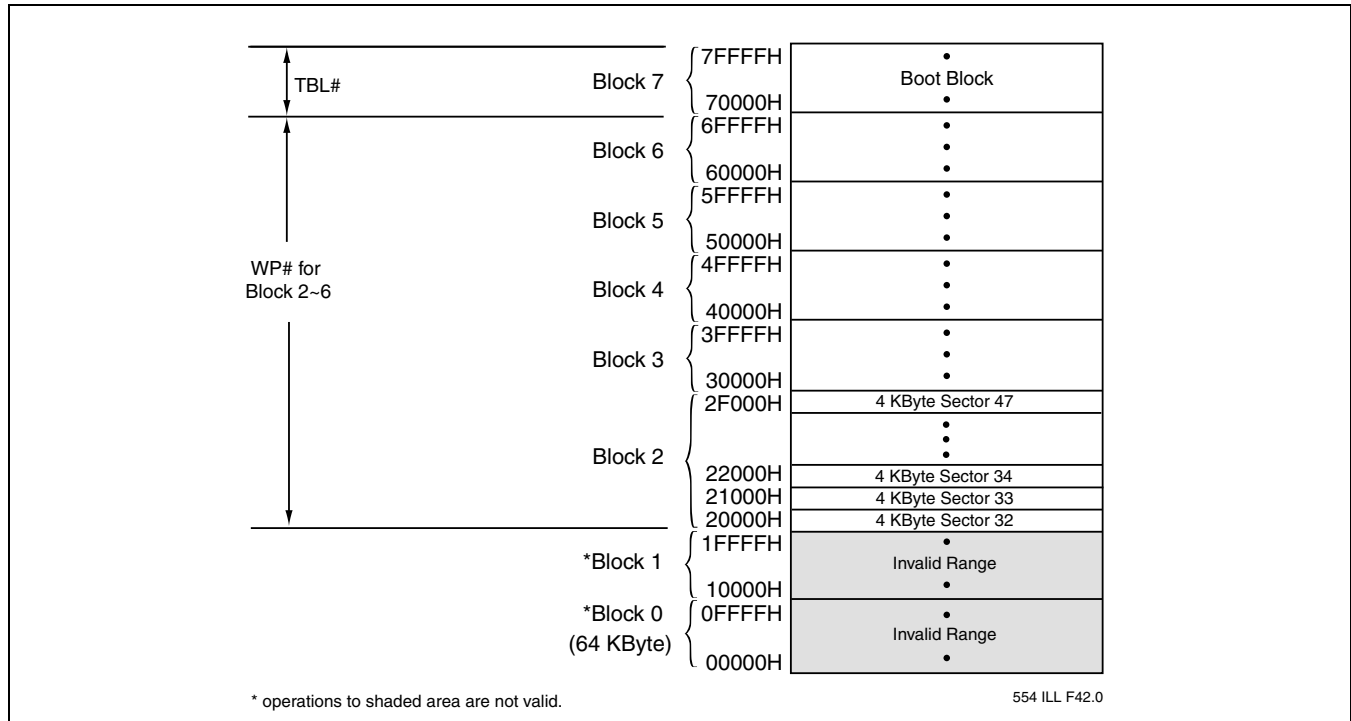 TBL#
Block 7
7FFFFH
Boot Block
70000H
Block 6
6FFFFH
60000H
Block 5
5FFFFH
50000H
WP# for
Block 2~6
Block 4
4FFFFH
40000H
Block 3
3FFFFH
30000H
Block 2
2F000H
4 KByte Sector 47
22000H
4 KByte Sector 34
21000H
4 KByte Sector 33
20000H
4 KByte Sector 32
*Block 1
1FFFFH
Invalid Range
10000H
*Block 0
(64 KByte)
0FFFFH
Invalid Range
00000H
* operations to shaded area are not valid.
554 ILL F42.0